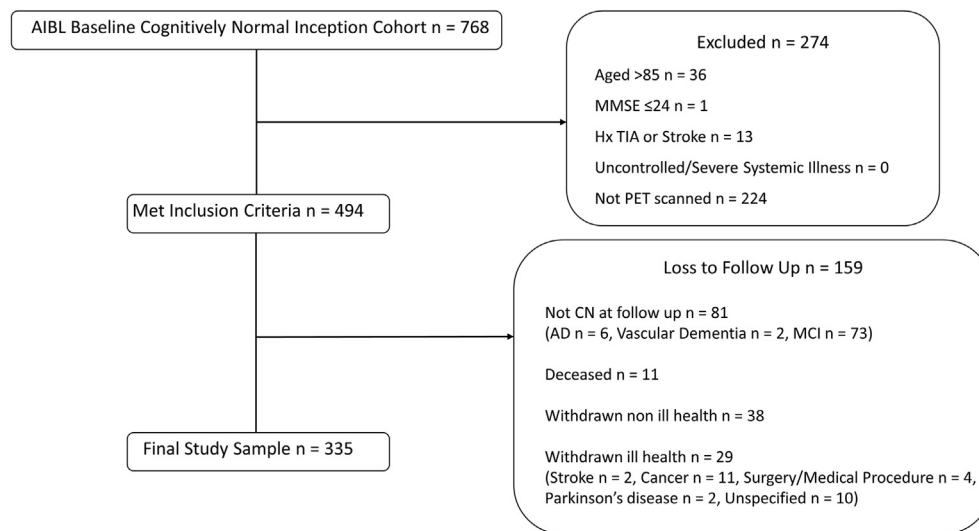 AIBL Baseline Cognitively Normal Inception Cohort n = 768
Excluded n = 274
Aged >85 n = 36
MMSE ≤24 n = 1
Hx TIA or Stroke n = 13
Uncontrolled/Severe Systemic Illness n = 0
Not PET scanned n = 224
Met Inclusion Criteria n = 494
Loss to Follow Up n = 159
Not CN at follow up n = 81
(AD n = 6, Vascular Dementia n = 2, MCI n = 73)
Deceased n = 11
Withdrawn non ill health n = 38
Withdrawn ill health n = 29
(Stroke n = 2, Cancer n = 11, Surgery/Medical Procedure n = 4,
Parkinson’s disease n = 2, Unspecified n = 10)
Final Study Sample n = 335